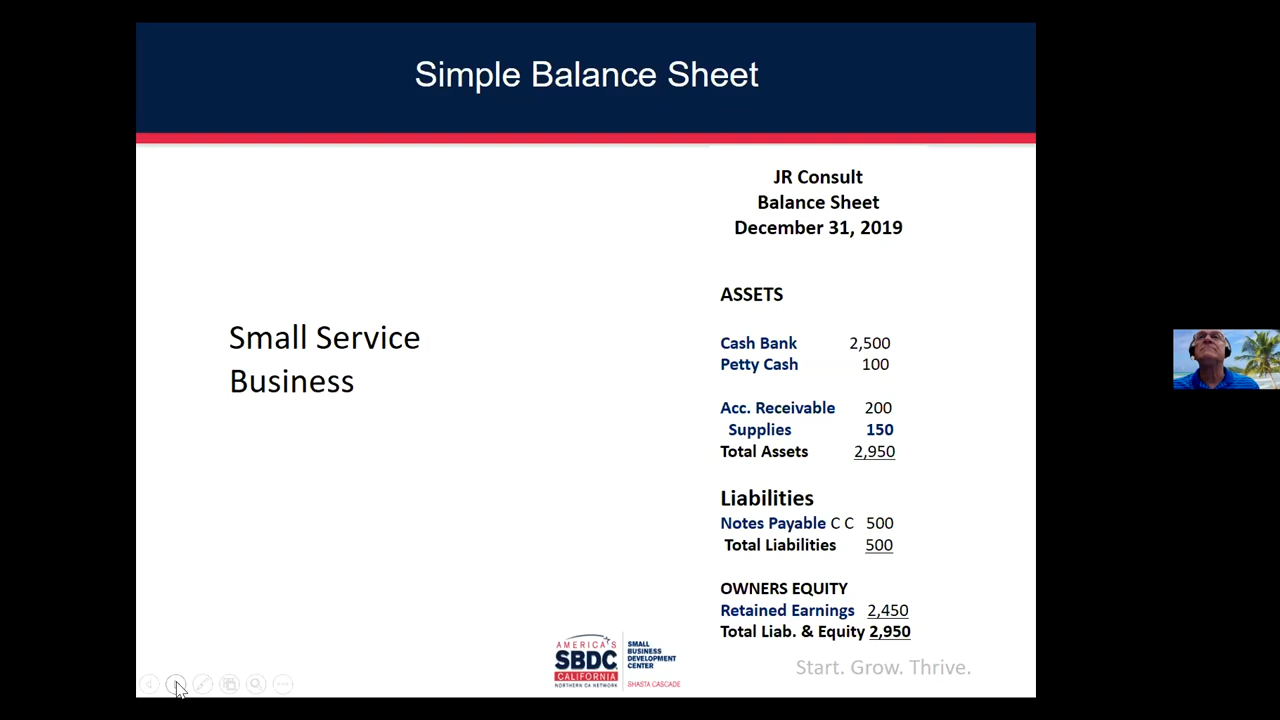 Simple Balance Sheet
JR Consult
Balance Sheet
December 31, 2019
ASSETS
Small Service
Business
Cash Bank 2,500
Petty Cash 100
Acc. Receivable 200
Supplies 150
Total Assets 2,950
Liabilities
Notes Payable C C 500
Total Liabilities 500
OWNERS EQUITY
Retained Earnings 2,450
Total Liab. & Equity 2,950
AMERICA'S
SBDC
CALIFORNIA
NORTHERN CA NETWORK
SMALL
BUSINESS
DEVELOPMENT
CENTER
SHASTA CASCADE
Start. Grow. Thrive.